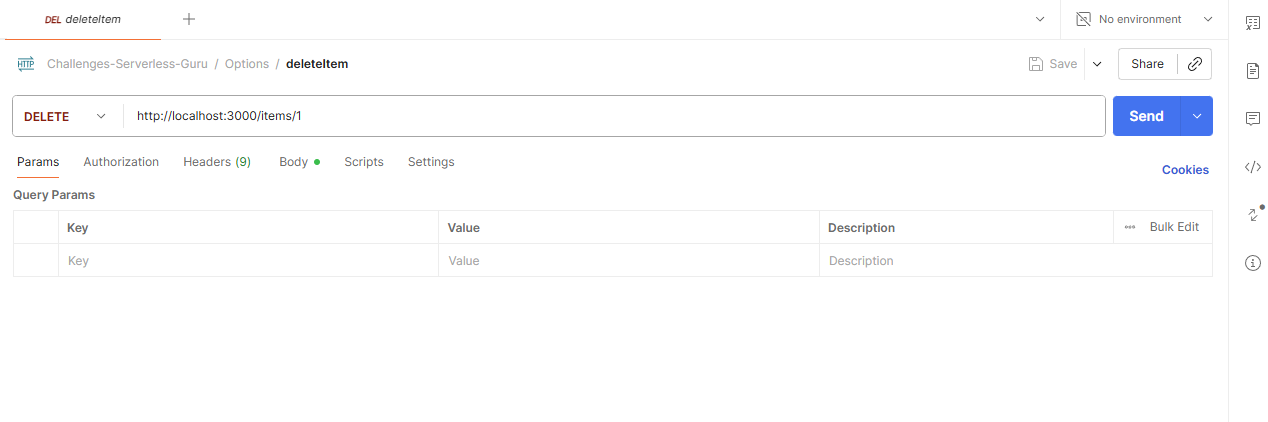 DEL deleteItem
No environment
HTTP Challenges-Serverless-Guru / Options / deleteItem
Save
Share
DELETE http://localhost:3000/items/1
Send
Params Authorization Headers (9) Body Scripts Settings
Cookies
Query Params
Key Value Description Bulk Edit
Key Value Description